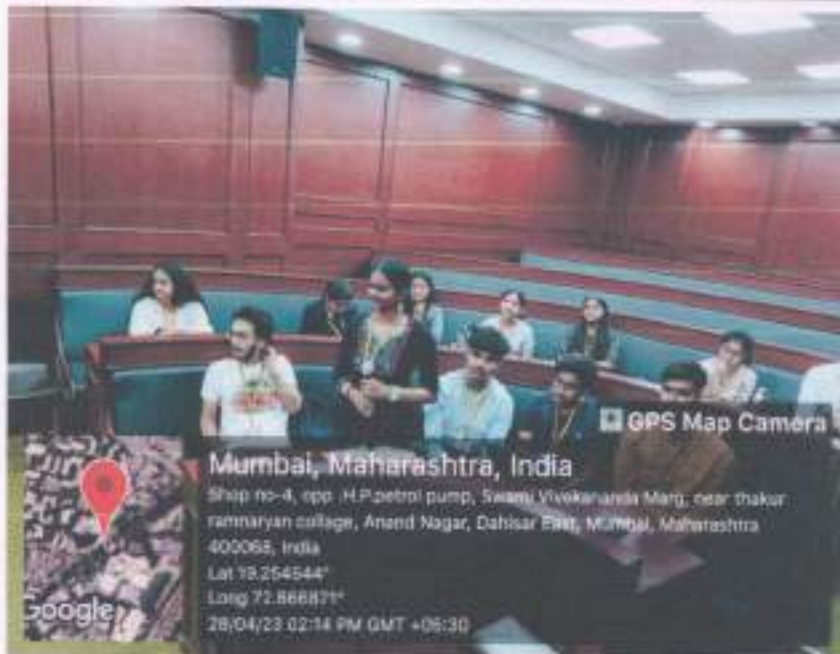 GPS Map Camera
Mumbai, Maharashtra, India
Shop no-4, opp .H.P.petrol pump, Swami Vivekananda Marg, near thakur
ramnaryan collage, Anand Nagar, Dahisar East, Mumbai, Maharashtra
400068, India
Lat 19.254544°
Long 72.866871°
28/04/23 02:14 PM GMT +05:30
Google